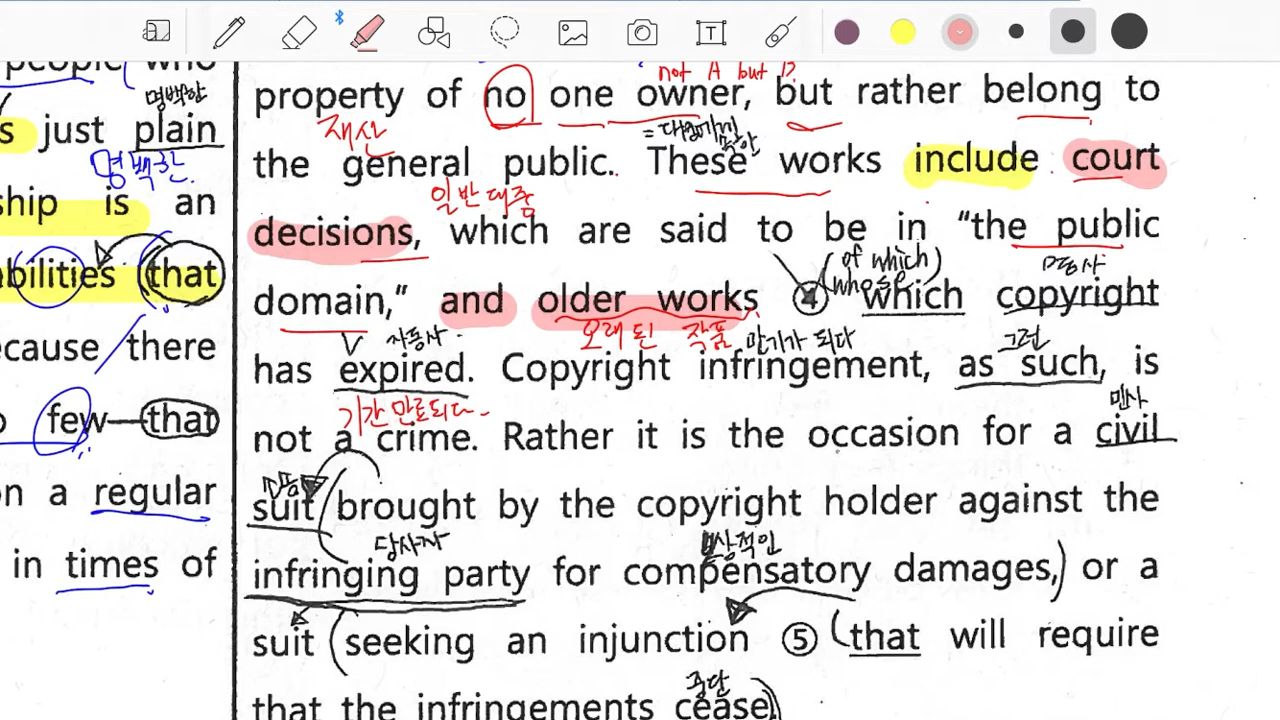 people who
명백한
s just plain
명백한
ship is an
abilities that
ecause there
few—that
on a regular
in times of
not A but B
property of no one owner, but rather belong to
재산
the general public. These works include court
일반 대중
decisions, which are said to be in “the public
of which
명사
whose
domain,” and older works ④ which copyright
자동사
오래 된 작품
만기가 되다
그런
has expired. Copyright infringement, as such, is
기간 만료되다
민사
not a crime. Rather it is the occasion for a civil
suit brought by the copyright holder against the
당사자
보상적인
infringing party for compensatory damages, or a
suit seeking an injunction ⑤ that will require
중단
that the infringements cease.